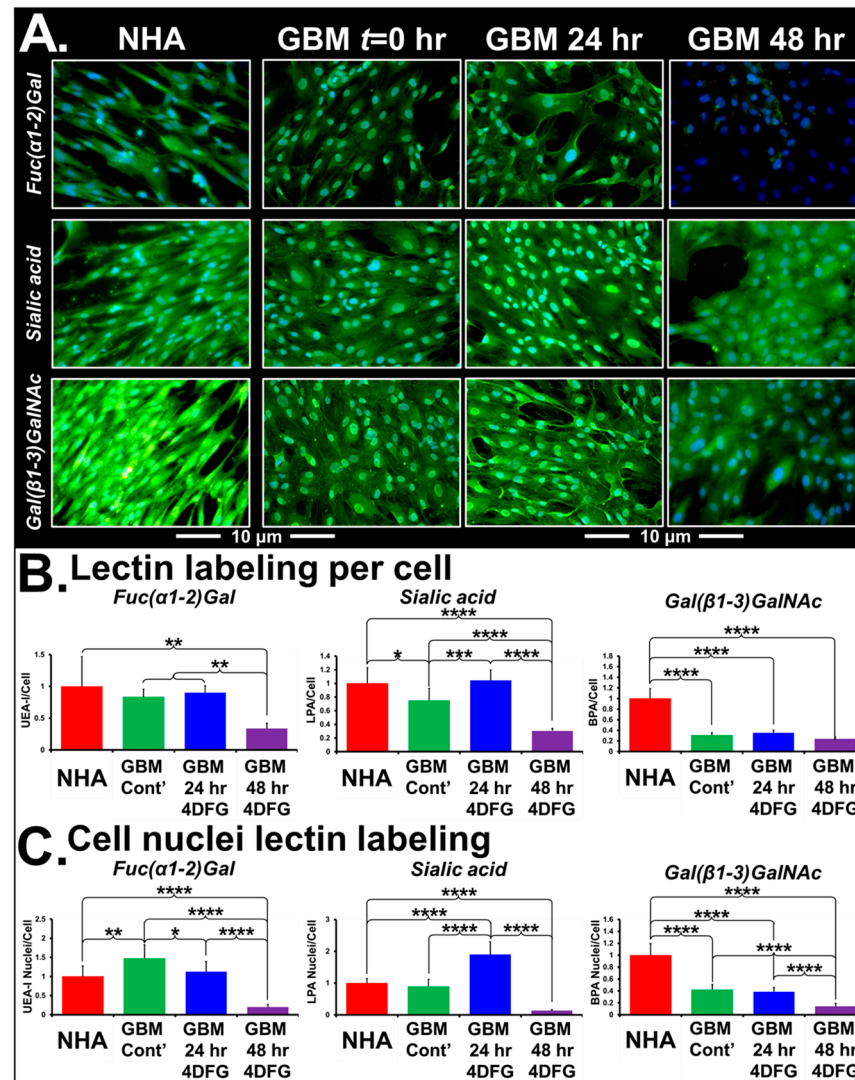 A.
NHA
GBM t=0 hr
GBM 24 hr
GBM 48 hr
Fuc(α1-2)Gal
Sialic acid
Gal(β1-3)GalNAc
10 µm
10 µm
B. Lectin labeling per cell
Fuc(α1-2)Gal
**
**
UEA-I/Cell
1.5
1
0.5
0
NHA
GBM Cont'
GBM 24 hr 4DFG
GBM 48 hr 4DFG
Sialic acid
****
****
*
***
****
LPA/Cell
1.4
1.2
1
0.8
0.6
0.4
0.2
0
NHA
GBM Cont'
GBM 24 hr 4DFG
GBM 48 hr 4DFG
Gal(β1-3)GalNAc
****
****
****
BPA/Cell
1.8
1.6
1.4
1.2
1
0.8
0.6
0.4
0.2
0
NHA
GBM Cont'
GBM 24 hr 4DFG
GBM 48 hr 4DFG
C. Cell nuclei lectin labeling
Fuc(α1-2)Gal
****
****
**
*
****
UEA-I Nuclei/Cell
2.5
2
1.5
1
0.5
0
NHA
GBM Cont'
GBM 24 hr 4DFG
GBM 48 hr 4DFG
Sialic acid
****
****
****
****
LPA Nuclei/Cell
3
2
1
0
NHA
GBM Cont'
GBM 24 hr 4DFG
GBM 48 hr 4DFG
Gal(β1-3)GalNAc
****
****
****
****
****
BPA Nuclei/Cell
1.6
1.4
1.2
1
0.8
0.6
0.4
0.2
0
NHA
GBM Cont'
GBM 24 hr 4DFG
GBM 48 hr 4DFG